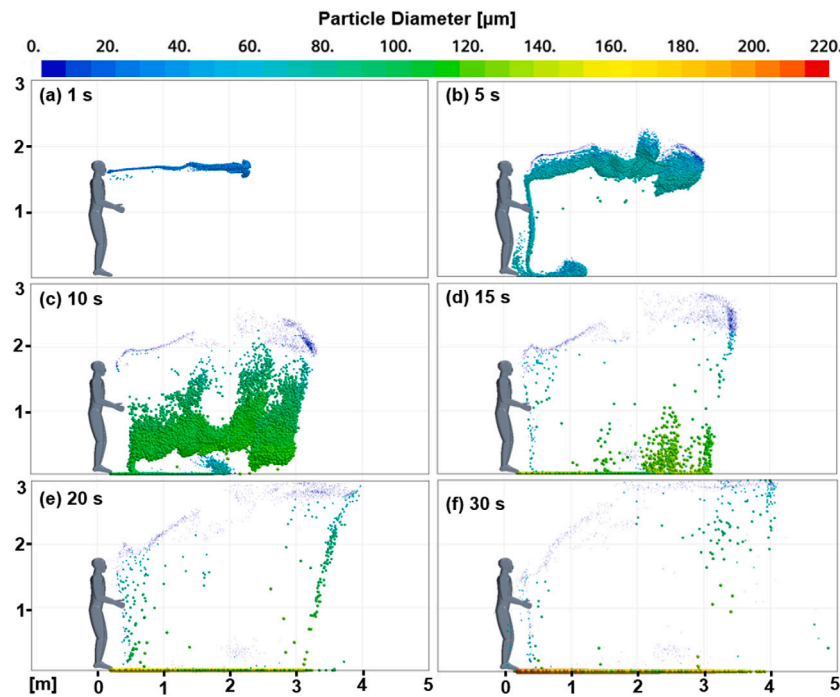 Particle Diameter [µm]
0. 20. 40. 60. 80. 100. 120. 140. 160. 180. 200. 220.
3 (a) 1 s (b) 5 s
2
1
3 (c) 10 s (d) 15 s
2
1
3 (e) 20 s (f) 30 s
2
1
[m] 0 1 2 3 4 5 0 1 2 3 4 5